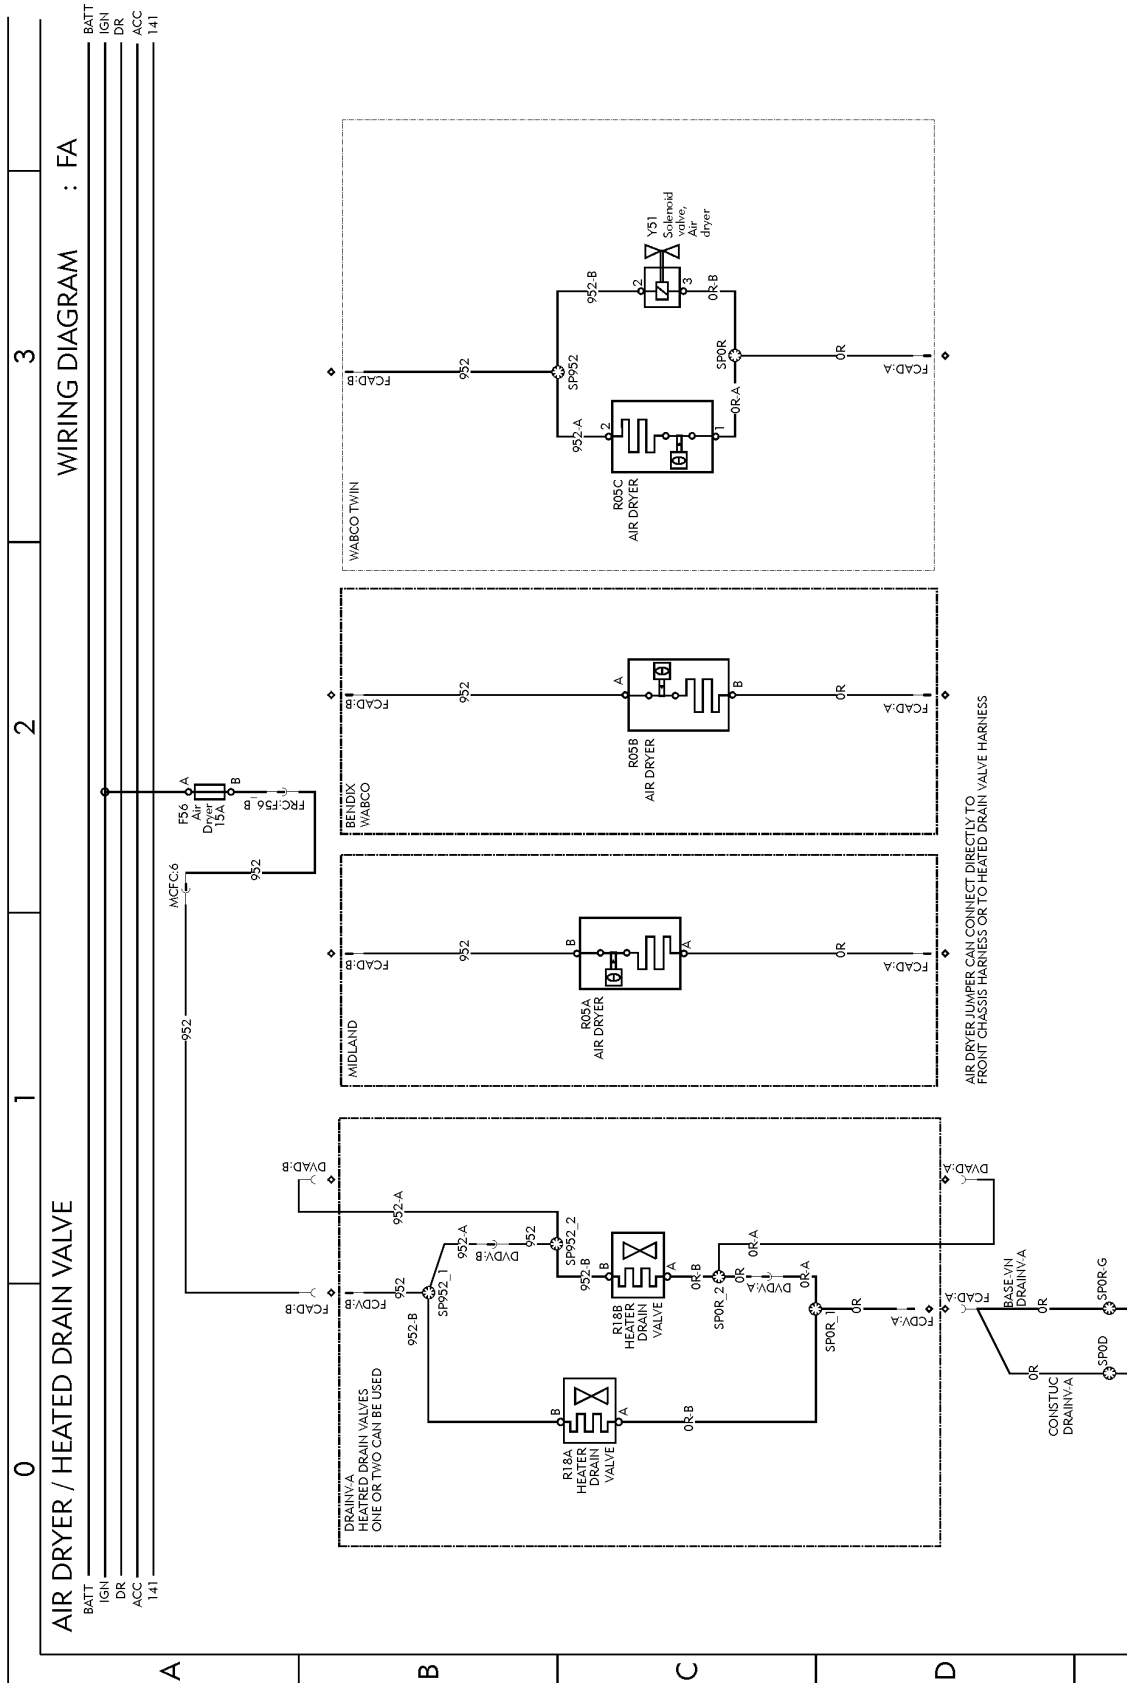 0
1
2
3
A
B
C
D
AIR DRYER / HEATED DRAIN VALVE
WIRING DIAGRAM : FA
BATT
IGN
DR
ACC
141
BATT
IGN
DR
ACC
141
F56
Air
Dryer
15A
A
B
FRC:F56_B
952
MCFC:6
952
FCAD:B
DVAD:B
DRAINV-A
HEATRED DRAIN VALVES
ONE OR TWO CAN BE USED
FCDV:B
952
SP952_1
952-B
952-A
DVDV:B
952
SP952_2
952-A
952-B
B
R18A
HEATER
DRAIN
VALVE
A
0R-B
B
R18B
HEATER
DRAIN
VALVE
A
0R-B
SP0R_2
0R
DVDV:A
0R-A
0R-A
SP0R_1
0R
FCDV:A
DVAD:A
FCAD:A
BASE-VN
DRAINV-A
0R
SP0R-G
CONSTUC
DRAINV-A
0R
SP0D
MIDLAND
FCAD:B
952
B
R05A
AIR DRYER
A
0R
FCAD:A
BENDIX
WABCO
FCAD:B
952
A
R05B
AIR DRYER
B
0R
FCAD:A
AIR DRYER JUMPER CAN CONNECT DIRECTLY TO
FRONT CHASSIS HARNESS OR TO HEATED DRAIN VALVE HARNESS
WABCO TWIN
FCAD:B
952
SP952
952-A
952-B
2
R05C
AIR DRYER
1
0R-A
2
Y51
Solenoid
valve,
Air
dryer
3
0R-B
SP0R
0R
FCAD:A